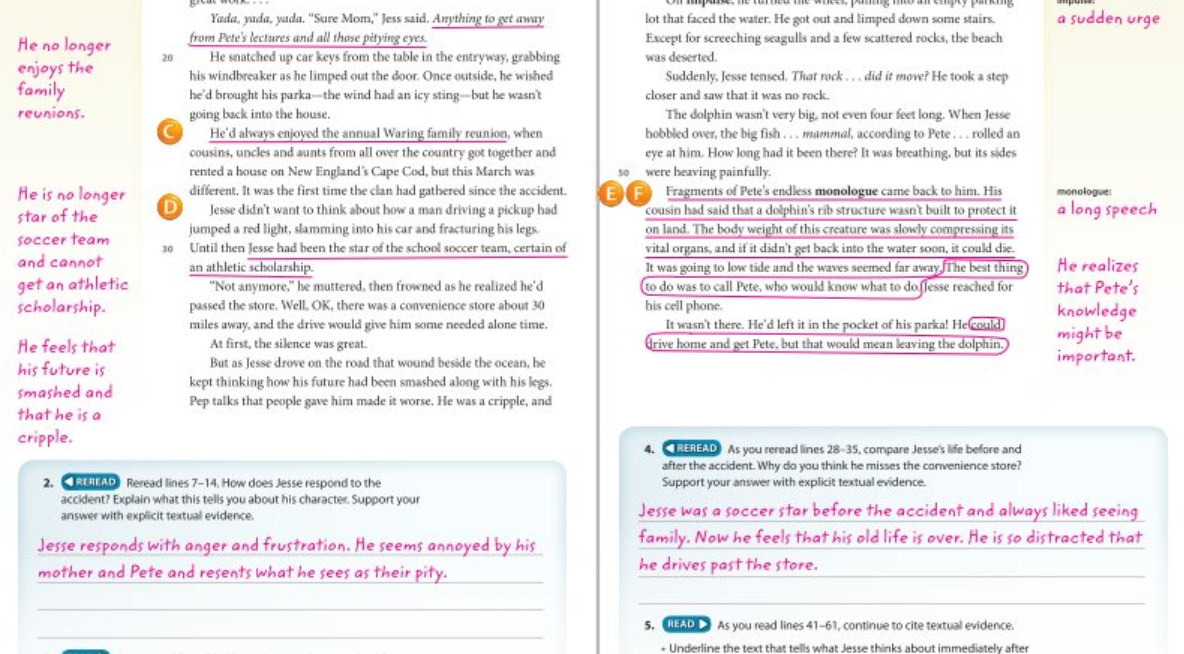 great work. . . .
Yada, yada, yada. “Sure Mom,” Jess said. Anything to get away
from Pete’s lectures and all those pitying eyes.
20 He snatched up car keys from the table in the entryway, grabbing
his windbreaker as he limped out the door. Once outside, he wished
he’d brought his parka—the wind had an icy sting—but he wasn’t
going back into the house.
C He’d always enjoyed the annual Waring family reunion, when
cousins, uncles and aunts from all over the country got together and
rented a house on New England’s Cape Cod, but this March was
different. It was the first time the clan had gathered since the accident.
D Jesse didn’t want to think about how a man driving a pickup had
jumped a red light, slamming into his car and fracturing his legs.
30 Until then Jesse had been the star of the school soccer team, certain of
an athletic scholarship.
“Not anymore,” he muttered, then frowned as he realized he’d
passed the store. Well, OK, there was a convenience store about 30
miles away, and the drive would give him some needed alone time.
At first, the silence was great.
But as Jesse drove on the road that wound beside the ocean, he
kept thinking how his future had been smashed along with his legs.
Pep talks that people gave him made it worse. He was a cripple, and
He no longer
enjoys the
family
reunions.
He is no longer
star of the
soccer team
and cannot
get an athletic
scholarship.
He feels that
his future is
smashed and
that he is a
cripple.
2. REREAD Reread lines 7–14. How does Jesse respond to the
accident? Explain what this tells you about his character. Support your
answer with explicit textual evidence.
Jesse responds with anger and frustration. He seems annoyed by his
mother and Pete and resents what he sees as their pity.
On impulse, he turned the wheel, pulling into an empty parking
lot that faced the water. He got out and limped down some stairs.
Except for screeching seagulls and a few scattered rocks, the beach
was deserted.
Suddenly, Jesse tensed. That rock . . . did it move? He took a step
closer and saw that it was no rock.
The dolphin wasn’t very big, not even four feet long. When Jesse
hobbled over, the big fish . . . mammal, according to Pete . . . rolled an
eye at him. How long had it been there? It was breathing, but its sides
50 were heaving painfully.
E F Fragments of Pete’s endless monologue came back to him. His
cousin had said that a dolphin’s rib structure wasn’t built to protect it
on land. The body weight of this creature was slowly compressing its
vital organs, and if it didn’t get back into the water soon, it could die.
It was going to low tide and the waves seemed far away. The best thing
to do was to call Pete, who would know what to do. Jesse reached for
his cell phone.
It wasn’t there. He’d left it in the pocket of his parka! He could
drive home and get Pete, but that would mean leaving the dolphin.
impulse:
a sudden urge
monologue:
a long speech
He realizes
that Pete’s
knowledge
might be
important.
4. REREAD As you reread lines 28–35, compare Jesse’s life before and
after the accident. Why do you think he misses the convenience store?
Support your answer with explicit textual evidence.
Jesse was a soccer star before the accident and always liked seeing
family. Now he feels that his old life is over. He is so distracted that
he drives past the store.
5. READ As you read lines 41–61, continue to cite textual evidence.
• Underline the text that tells what Jesse thinks about immediately after